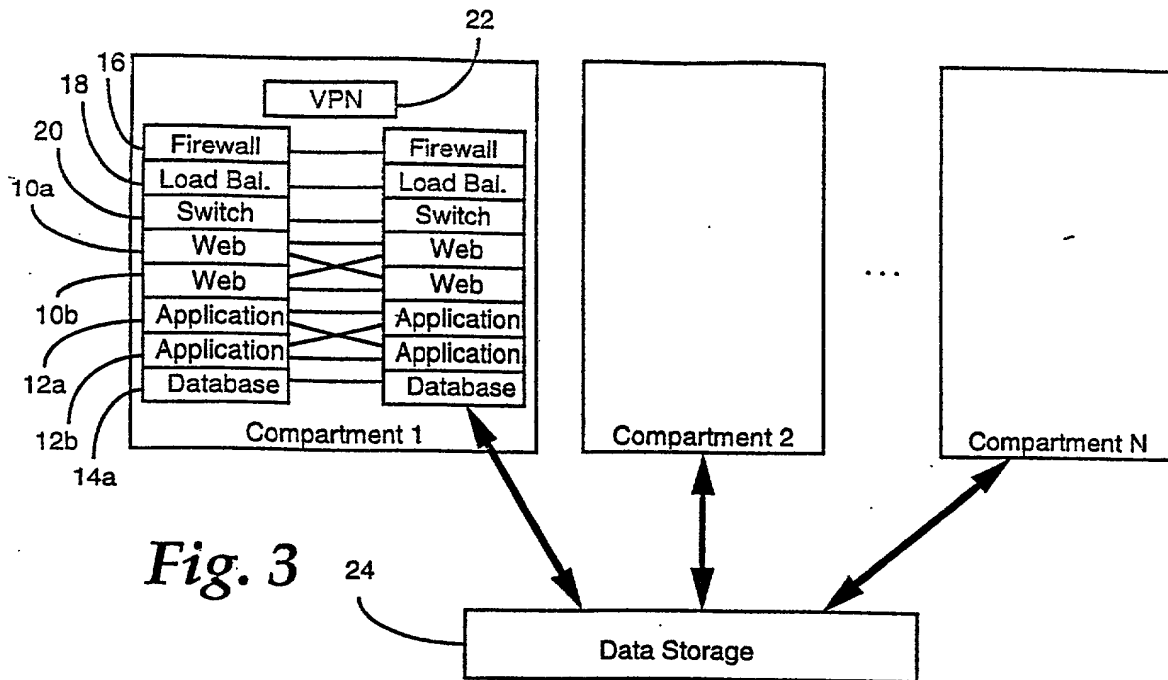 22
16
18
20
10a
10b
12a
12b
14a
VPN
Firewall
Load Bal.
Switch
Web
Web
Application
Application
Database
Firewall
Load Bal.
Switch
Web
Web
Application
Application
Database
Compartment 1
Compartment 2
...
Compartment N
Fig. 3
24
Data Storage